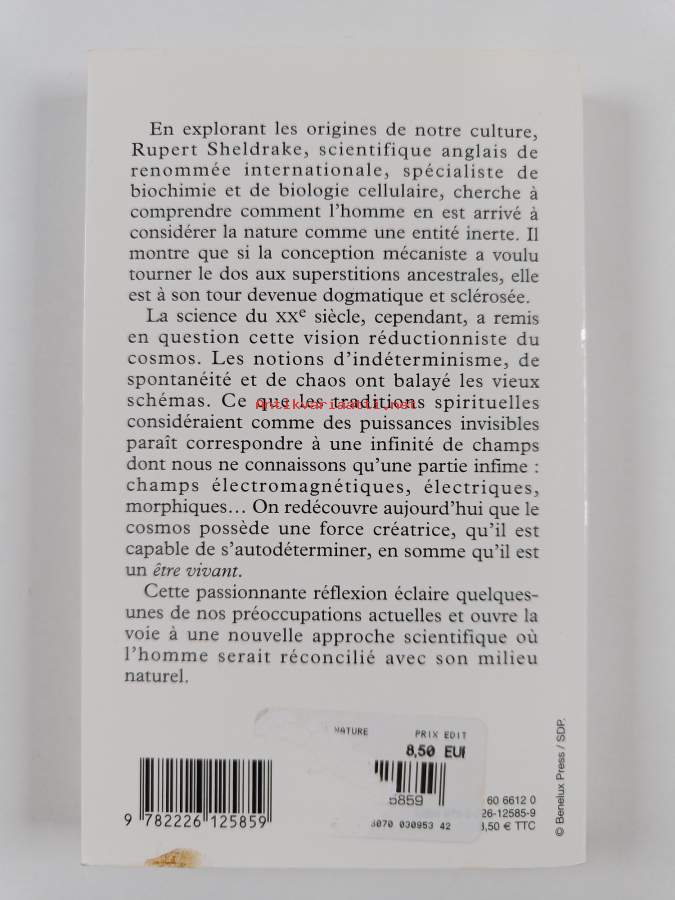 En explorant les origines de notre culture,
Rupert Sheldrake, scientifique anglais de
renommée internationale, spécialiste de
biochimie et de biologie cellulaire, cherche à
comprendre comment l'homme en est arrivé à
considérer la nature comme une entité inerte. Il
montre que si la conception mécaniste a voulu
tourner le dos aux superstitions ancestrales, elle
est à son tour devenue dogmatique et sclérosée.
La science du XXe siècle, cependant, a remis
en question cette vision réductionniste du
cosmos. Les notions d'indéterminisme, de
spontanéité et de chaos ont balayé les vieux
schémas. Ce que les traditions spirituelles
Antikvariaatti.net
considéraient comme des puissances invisibles
paraît correspondre à une infinité de champs
dont nous ne connaissons qu'une partie infime :
champs électromagnétiques, électriques,
morphiques... On redécouvre aujourd'hui que le
cosmos possède une force créatrice, qu'il est
capable de s'autodéterminer, en somme qu'il est
un être vivant.
Cette passionnante réflexion éclaire quelques-
unes de nos préoccupations actuelles et ouvre la
voie à une nouvelle approche scientifique où
l'homme serait réconcilié avec son milieu
naturel.
NATURE PRIX EDIT
8,50 EUR
5859
3070 030953 42
60 6612 0
26-12585-9
8,50 € TTC
9 782226 125859
© Benelux Press / SDP.